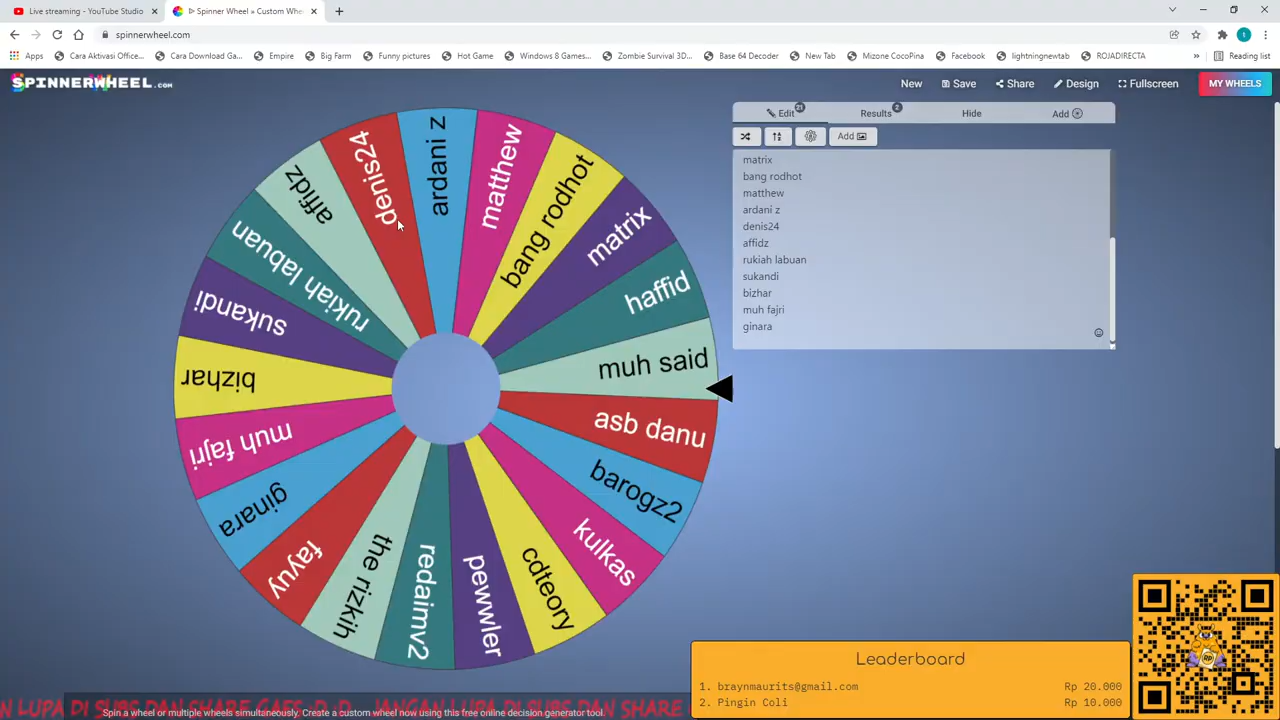 Live streaming - YouTube Studio
Spinner Wheel » Custom Whe
spinnerwheel.com
Apps
Cara Aktivasi Office...
Cara Download Ga...
Empire
Big Farm
Funny pictures
Hot Game
Windows 8 Games...
Zombie Survival 3D...
Base 64 Decoder
New Tab
Mizone CocoPina
Facebook
lightningnewtab
ROJADIRECTA
»
Reading list
SPINNERWHEEL.COM
New
Save
Share
Design
Fullscreen
MY WHEELS
Edit 21
Results 2
Hide
Add
Add
matrix
bang rodhot
matthew
ardani z
denis24
affidz
rukiah labuan
sukandi
bizhar
muh fajri
ginara
ardani z
matthew
bang rodhot
matrix
haffid
muh said
asb danu
barogz2
kulkas
cdteory
pewwler
redaimv2
the rizkih
fayuy
ginara
muh fajri
bizhar
sukandi
rukiah labuan
affidz
denis24
Leaderboard
1. braynmaurits@gmail.com Rp 20.000
2. Pingin Coli Rp 10.000
RP
N LUPA DI SUBS DAN SHARE
Spin a wheel or multiple wheels simultaneously. Create a custom wheel now using this free online decision generator tool.